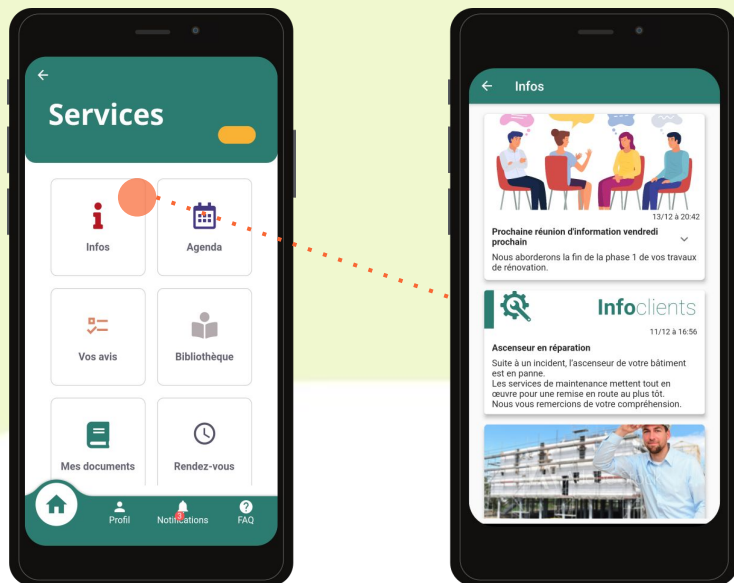 Services
Infos
Agenda
Vos avis
Bibliothèque
Mes documents
Rendez-vous
Profil
Notifications
FAQ
Infos
13/12 à 20:42
Prochaine réunion d'information vendredi
prochain
Nous aborderons la fin de la phase 1 de vos travaux
de rénovation.
Infoclients
11/12 à 16:56
Ascenseur en réparation
Suite à un incident, l'ascenseur de votre bâtiment
est en panne.
Les services de maintenance mettent tout en
œuvre pour une remise en route au plus tôt.
Nous vous remercions de votre compréhension.